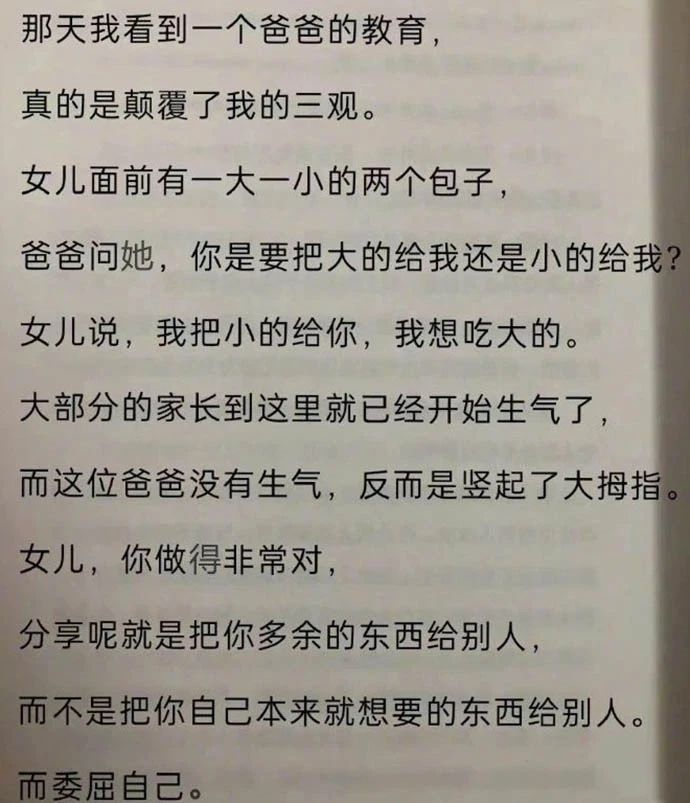 那天我看到一个爸爸的教育，
真的是颠覆了我的三观。
女儿面前有一大一小的两个包子，
爸爸问她，你是要把大的给我还是小的给我？
女儿说，我把小的给你，我想吃大的。
大部分的家长到这里就已经开始生气了，
而这位爸爸没有生气，反而是竖起了大拇指。
女儿，你做得非常对，
分享呢就是把你多余的东西给别人，
而不是把你自己本来就想要的东西给别人。
而委屈自己。